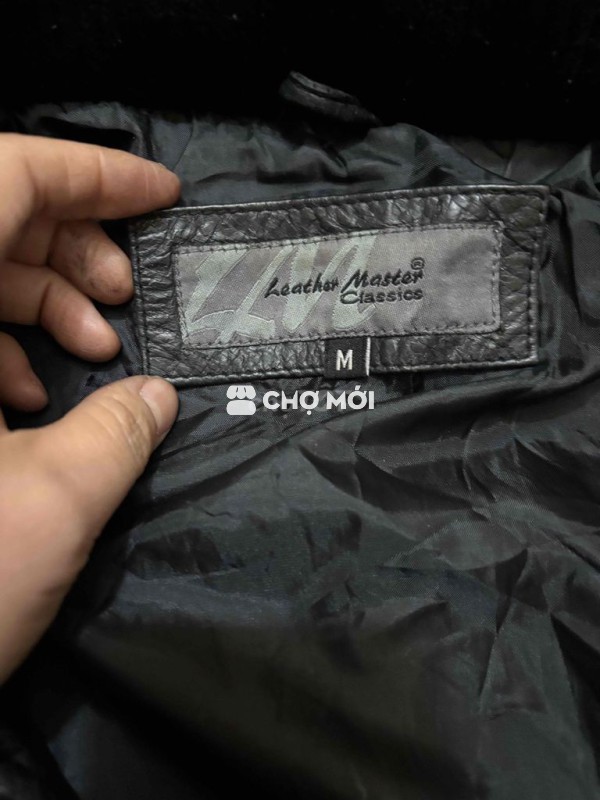 Leather Master ®
Classics
M
CHỢ MỚI